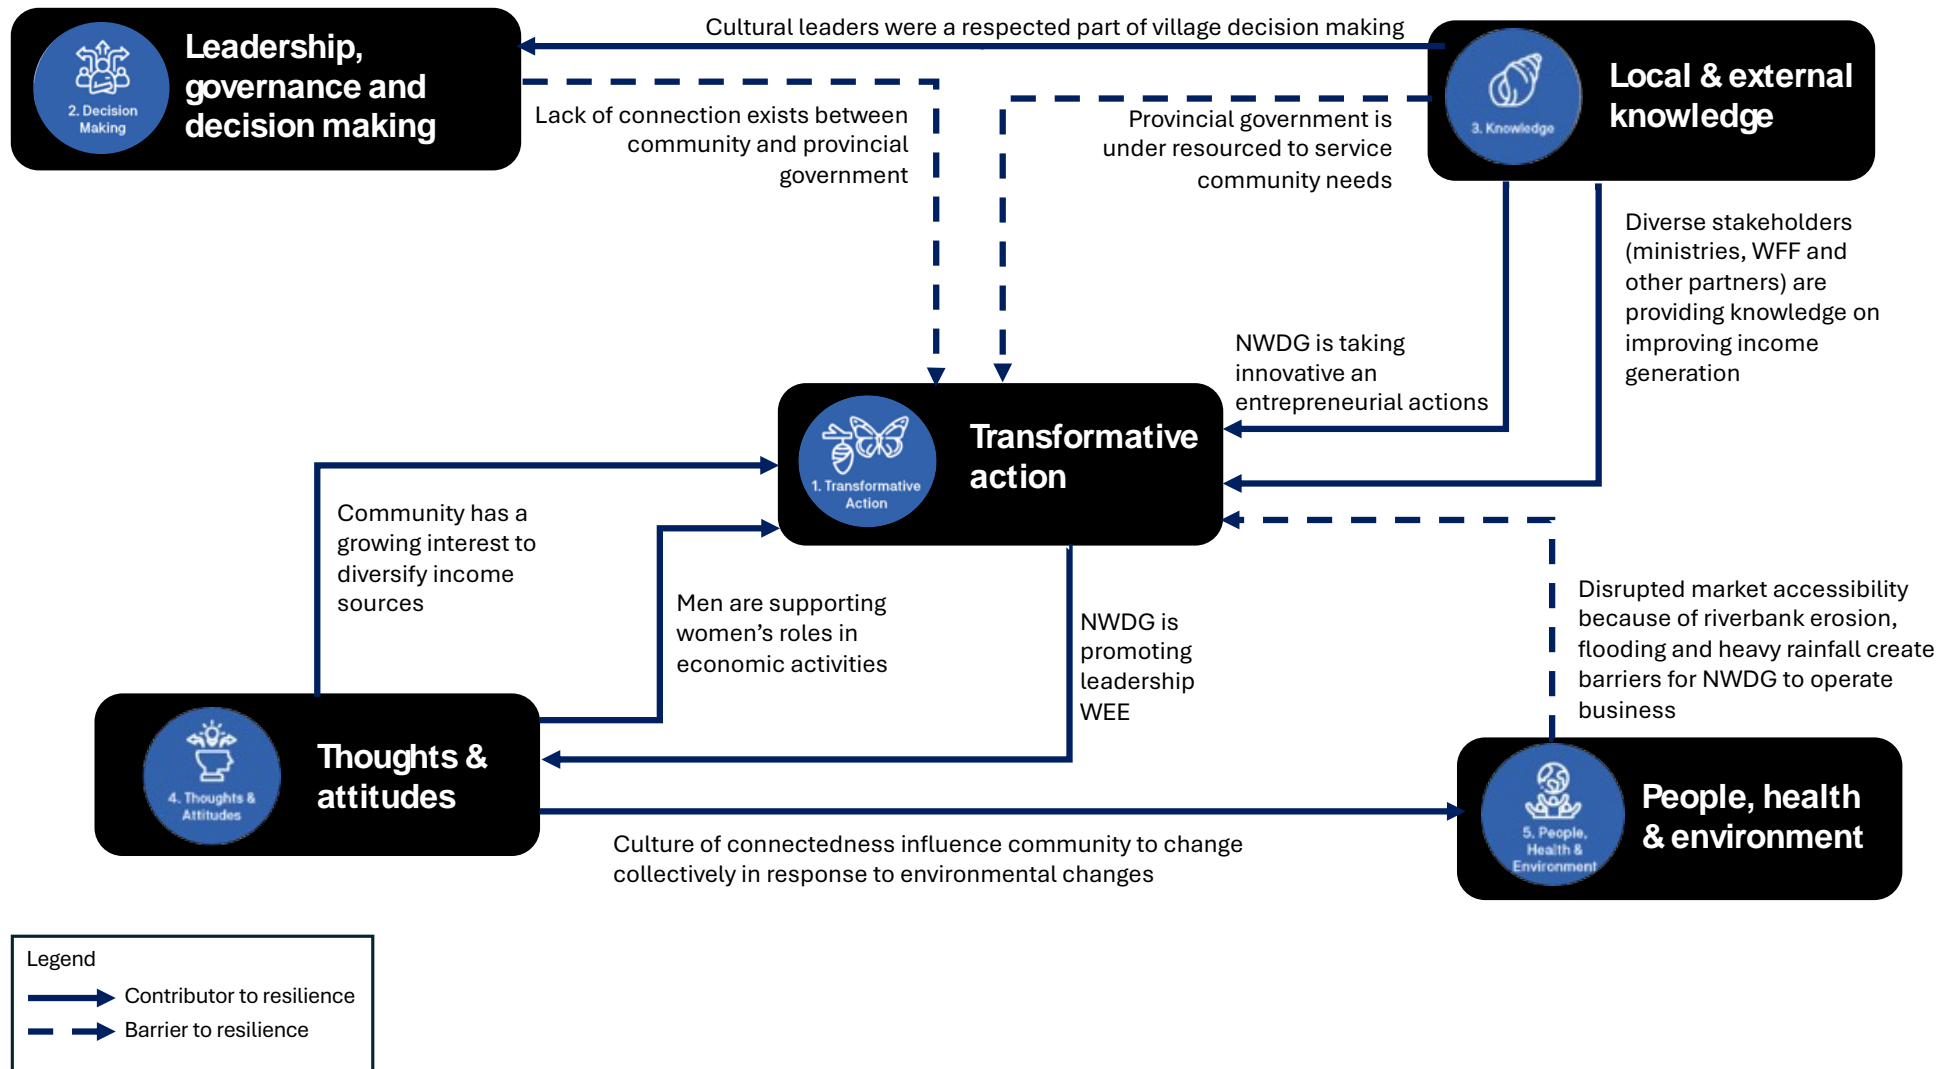 Cultural leaders were a respected part of village decision making
2. Decision
Making
Leadership,
governance and
decision making
3. Knowledge
Local & external
knowledge
Lack of connection exists between
community and provincial
government
Provincial government is
under resourced to service
community needs
Diverse stakeholders
(ministries, WFF and
other partners) are
providing knowledge on
improving income
generation
NWDG is taking
innovative an
entrepreneurial actions
1. Transformative
Action
Transformative
action
Community has a
growing interest to
diversify income
sources
Men are supporting
women’s roles in
economic activities
NWDG is
promoting
leadership
WEE
Disrupted market accessibility
because of riverbank erosion,
flooding and heavy rainfall create
barriers for NWDG to operate
business
4. Thoughts &
Attitudes
Thoughts &
attitudes
5. People,
Health &
Environment
People, health
& environment
Culture of connectedness influence community to change
collectively in response to environmental changes
Legend
Contributor to resilience
Barrier to resilience